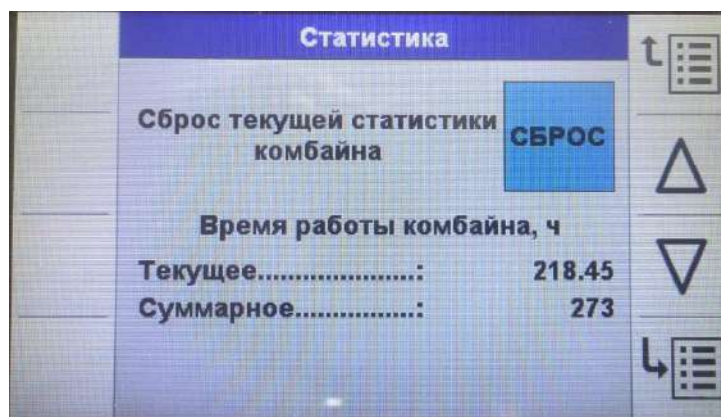 Статистика
Сброс текущей статистики
комбайна
СБРОС
Время работы комбайна, ч
Текущее.....................: 218.45
Суммарное................: 273